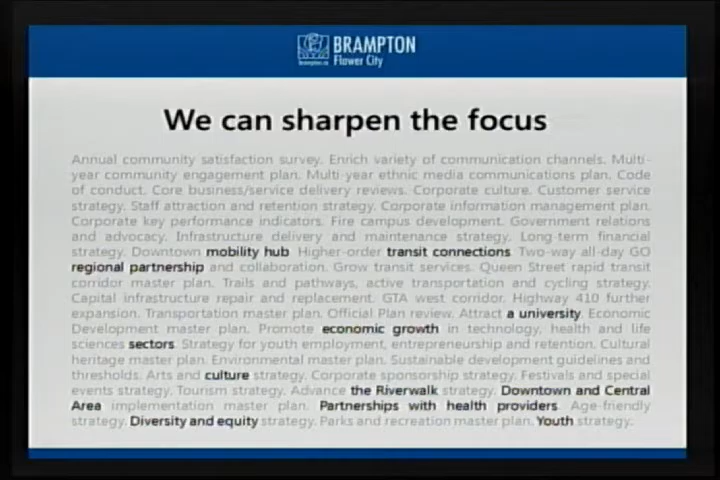 BRAMPTON
Flower City
brampton.ca
We can sharpen the focus
Annual community satisfaction survey. Enrich variety of communication channels. Multi-
year community engagement plan. Multi-year ethnic media communications plan. Code
of conduct. Core business/service delivery reviews. Corporate culture. Customer service
strategy. Staff attraction and retention strategy. Corporate information management plan.
Corporate key performance indicators. Fire campus development. Government relations
and advocacy. Infrastructure delivery and maintenance strategy. Long-term financial
strategy. Downtown mobility hub Higher-order transit connections. Two-way all-day GO
regional partnership and collaboration. Grow transit services. Queen Street rapid transit
corridor master plan. Trails and pathways, active transportation and cycling strategy.
Capital infrastructure repair and replacement. GTA west corridor. Highway 410 further
expansion. Transportation master plan. Official Plan review. Attract a university. Economic
Development master plan. Promote economic growth in technology, health and life
sciences sectors. Strategy for youth employment, entrepreneurship and retention. Cultural
heritage master plan. Environmental master plan. Sustainable development guidelines and
thresholds. Arts and culture strategy. Corporate sponsorship strategy. Festivals and special
events strategy. Tourism strategy. Advance the Riverwalk strategy. Downtown and Central
Area implementation master plan. Partnerships with health providers. Age-friendly
strategy. Diversity and equity strategy. Parks and recreation master plan. Youth strategy.